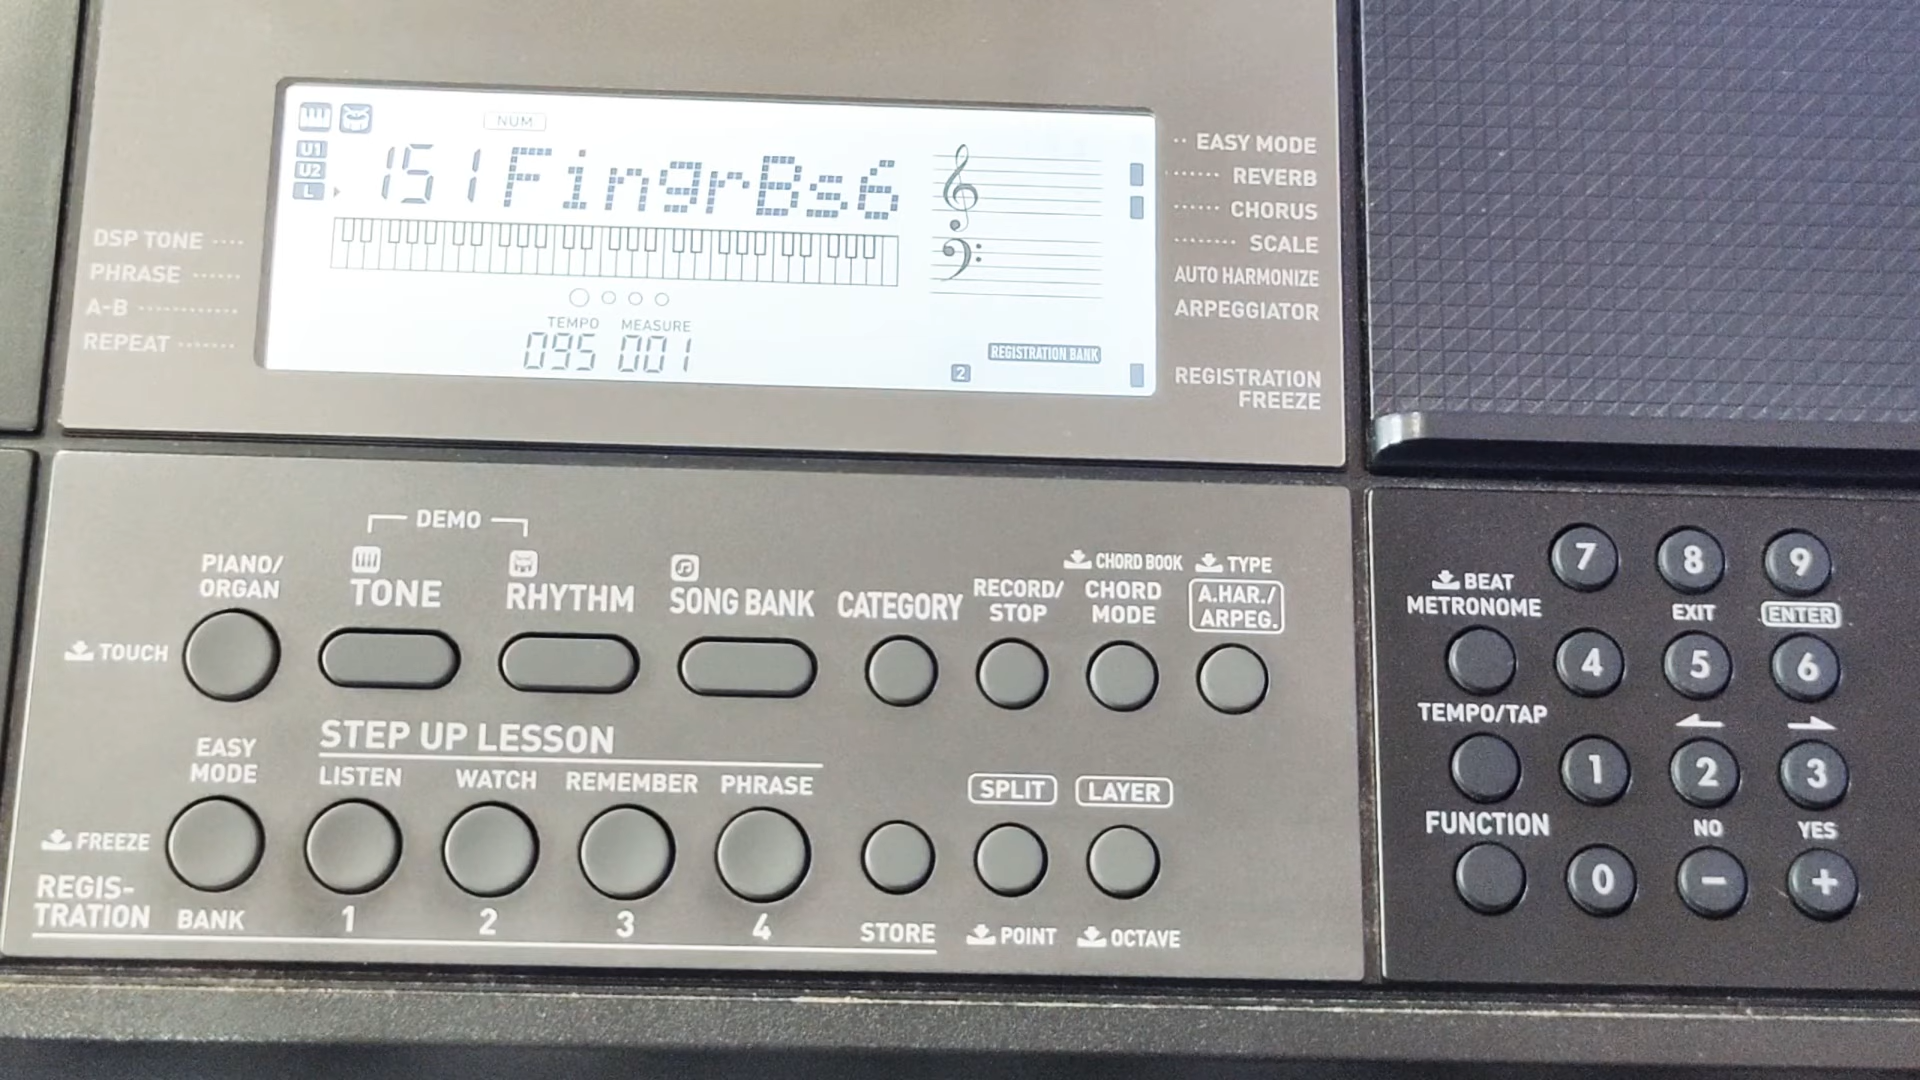 NUM
U1
U2
L
151 FingrBs6
TEMPO MEASURE
095 001
REGISTRATION BANK
2
DSP TONE
PHRASE
A-B
REPEAT
EASY MODE
REVERB
CHORUS
SCALE
AUTO HARMONIZE
ARPEGGIATOR
REGISTRATION
FREEZE
DEMO
PIANO/
ORGAN
TONE
RHYTHM
SONG BANK
CATEGORY
RECORD/
STOP
CHORD BOOK
CHORD
MODE
TYPE
A.HAR./
ARPEG.
TOUCH
STEP UP LESSON
EASY
MODE
LISTEN
WATCH
REMEMBER
PHRASE
SPLIT
LAYER
FREEZE
REGIS-
TRATION
BANK
1
2
3
4
STORE
POINT
OCTAVE
7 8 9
BEAT
METRONOME
EXIT
ENTER
4 5 6
TEMPO/TAP
1 2 3
FUNCTION
NO
YES
0 - +